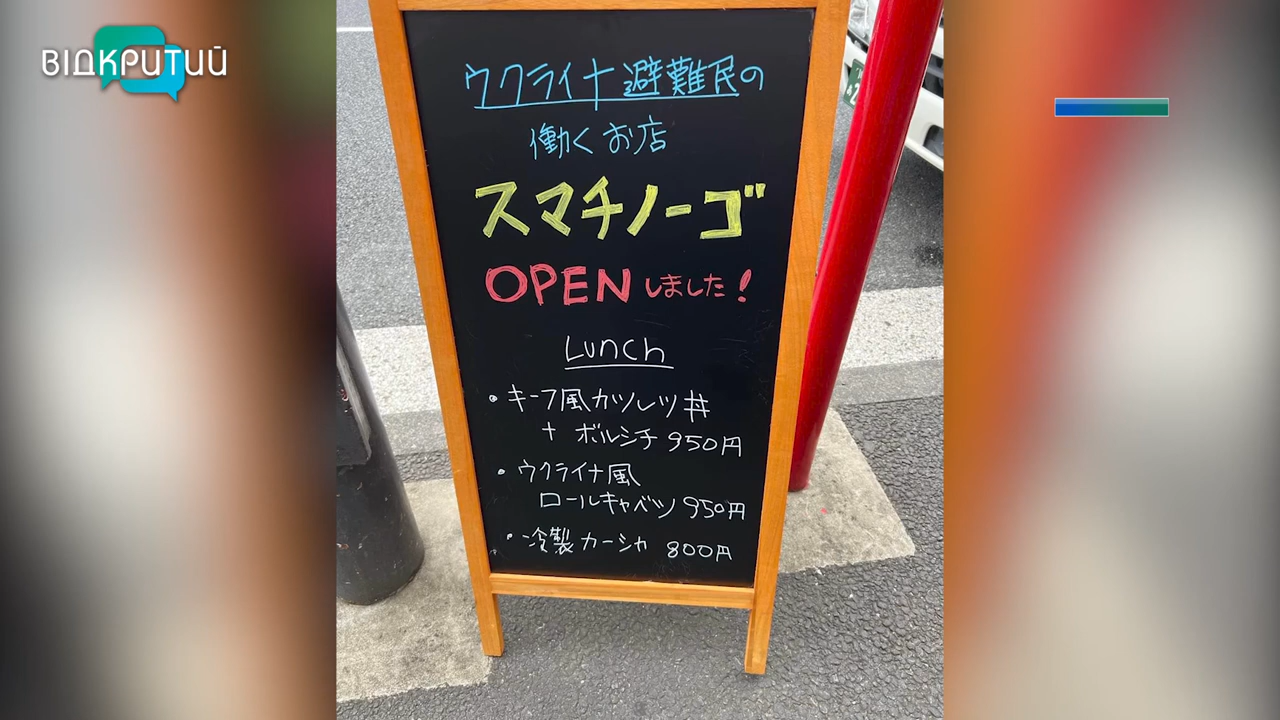 ВІДКРИТИЙ
ウクライナ避難民の
働くお店
スマチノーゴ
OPENしました!
Lunch
・キーフ風カツレツ丼
+ ボルシチ 950円
・ウクライナ風
ロールキャベツ 950円
・冷製カーシャ 800円